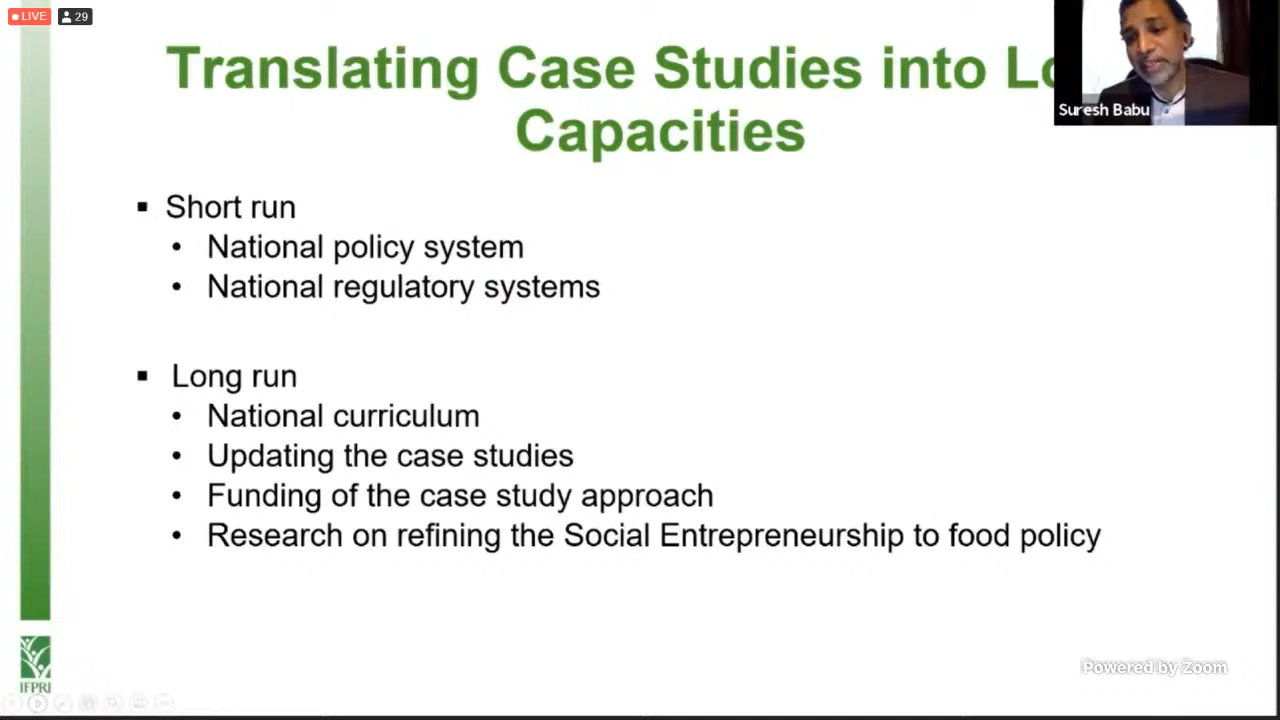 LIVE
29
Translating Case Studies into
Capacities
Suresh Babu
▪ Short run
• National policy system
• National regulatory systems
▪ Long run
• National curriculum
• Updating the case studies
• Funding of the case study approach
• Research on refining the Social Entrepreneurship to food policy
IFPRI
Powered by Zoom